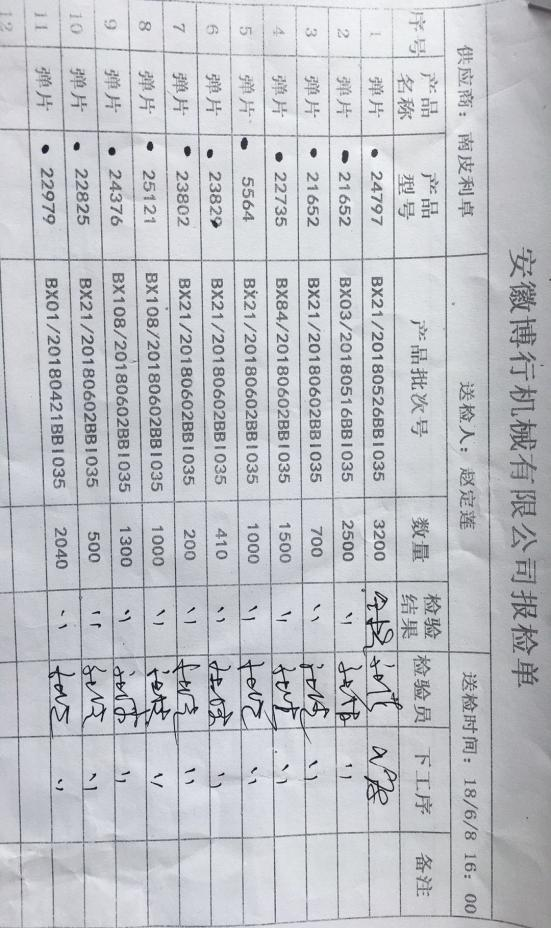 安徽博行机械有限公司报检单
供应商：南皮利卓 送检人：赵定莲 送检时间：18/6/8 16：00
序号 产品名称 产品型号 产品批次号 数量 检验结果 检验员 下工序 备注
1 弹片 24797 BX21/20180526BB1035 3200 合格
2 弹片 21652 BX03/20180516BB1035 2500 〃 〃
3 弹片 21652 BX21/20180602BB1035 700 〃 〃
4 弹片 22735 BX84/20180602BB1035 1500 〃 〃
5 弹片 5564 BX21/20180602BB1035 1000 〃 〃
6 弹片 23829 BX21/20180602BB1035 410 〃 〃
7 弹片 23802 BX21/20180602BB1035 200 〃 〃
8 弹片 25121 BX108/20180602BB1035 1000 〃 〃
9 弹片 24376 BX108/20180602BB1035 1300 〃 〃
10 弹片 22825 BX21/20180602BB1035 500 〃 〃
11 弹片 22979 BX01/20180421BB1035 2040 〃 〃
12